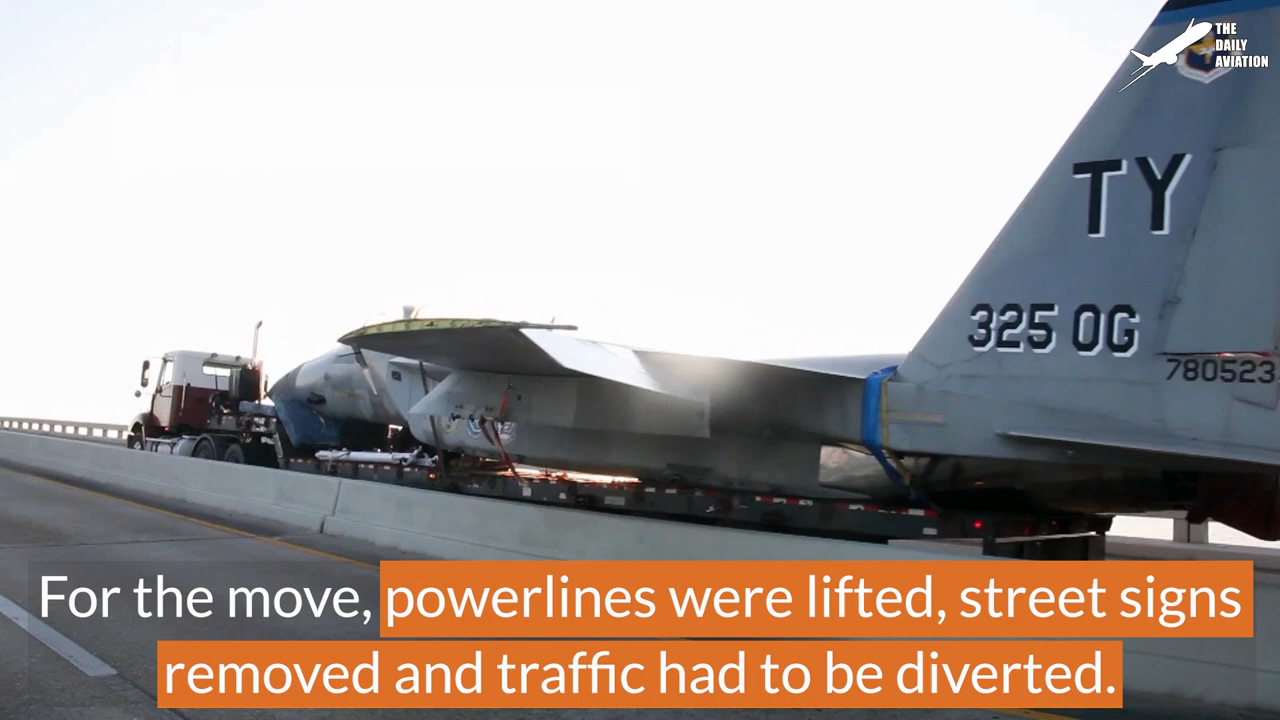 THE
DAILY
AVIATION
TY
325 OG
780523
For the move, powerlines were lifted, street signs
removed and traffic had to be diverted.